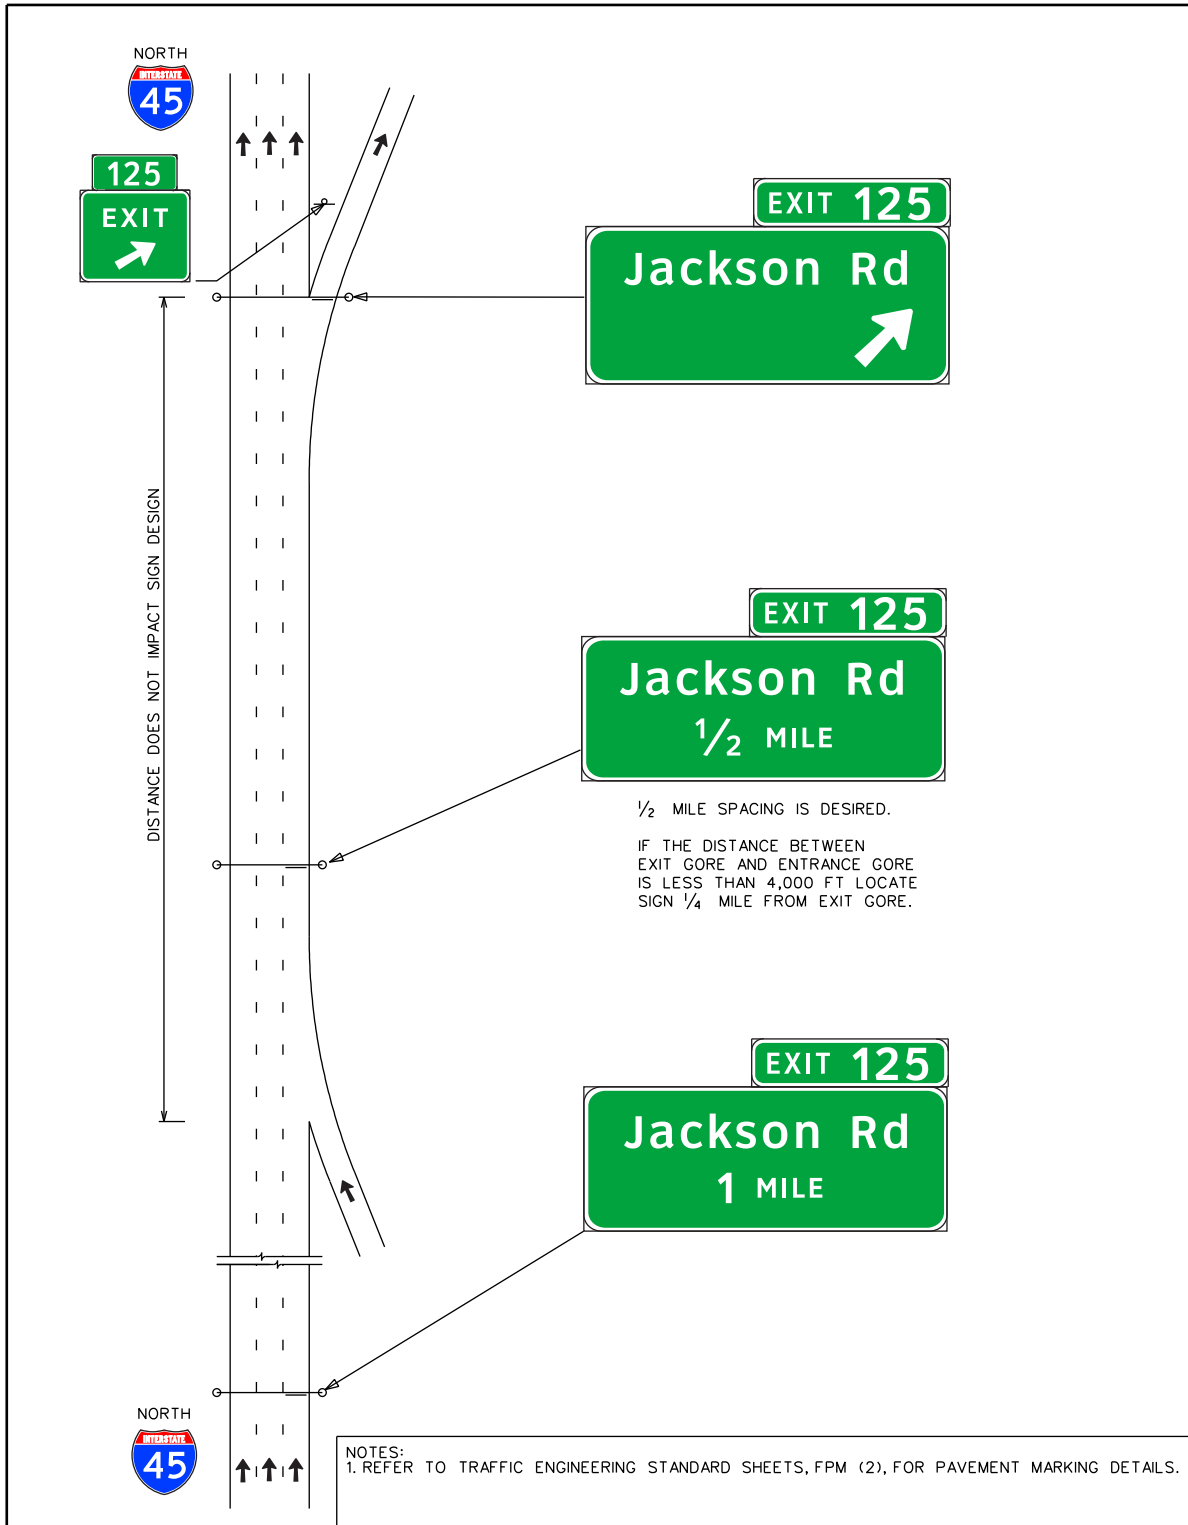 NORTH
INTERSTATE
45
125
EXIT
EXIT 125
Jackson Rd
DISTANCE DOES NOT IMPACT SIGN DESIGN
EXIT 125
Jackson Rd
1/2 MILE
1/2 MILE SPACING IS DESIRED.
IF THE DISTANCE BETWEEN
EXIT GORE AND ENTRANCE GORE
IS LESS THAN 4,000 FT LOCATE
SIGN 1/4 MILE FROM EXIT GORE.
EXIT 125
Jackson Rd
1 MILE
NORTH
INTERSTATE
45
NOTES:
1. REFER TO TRAFFIC ENGINEERING STANDARD SHEETS, FPM (2), FOR PAVEMENT MARKING DETAILS.